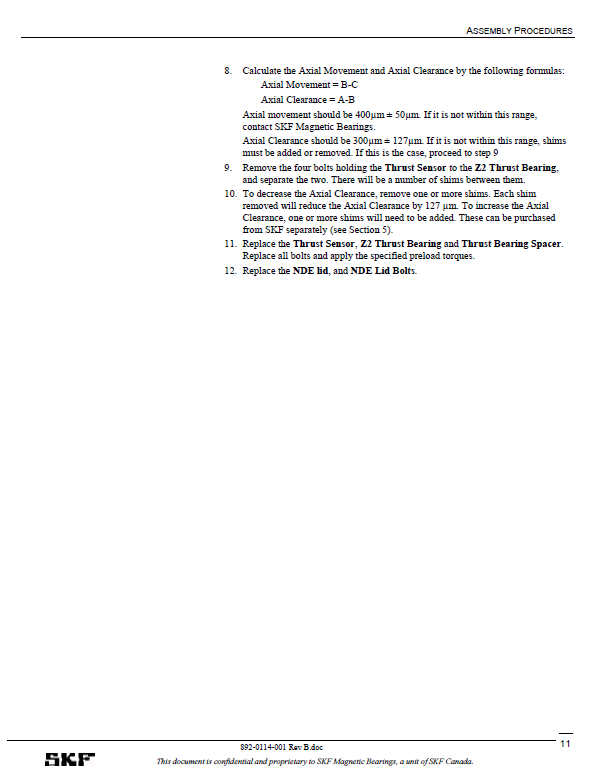 ASSEMBLY PROCEDURES
8. Calculate the Axial Movement and Axial Clearance by the following formulas:
Axial Movement = B-C
Axial Clearance = A-B
Axial movement should be 400µm ± 50µm. If it is not within this range,
contact SKF Magnetic Bearings.
Axial Clearance should be 300µm ± 127µm. If it is not within this range, shims
must be added or removed. If this is the case, proceed to step 9
9. Remove the four bolts holding the Thrust Sensor to the Z2 Thrust Bearing,
and separate the two. There will be a number of shims between them.
10. To decrease the Axial Clearance, remove one or more shims. Each shim
removed will reduce the Axial Clearance by 127 µm. To increase the Axial
Clearance, one or more shims will need to be added. These can be purchased
from SKF separately (see Section 5).
11. Replace the Thrust Sensor, Z2 Thrust Bearing and Thrust Bearing Spacer.
Replace all bolts and apply the specified preload torques.
12. Replace the NDE lid, and NDE Lid Bolts.
11
892-0114-001 Rev B.doc
SKF
This document is confidential and proprietary to SKF Magnetic Bearings, a unit of SKF Canada.